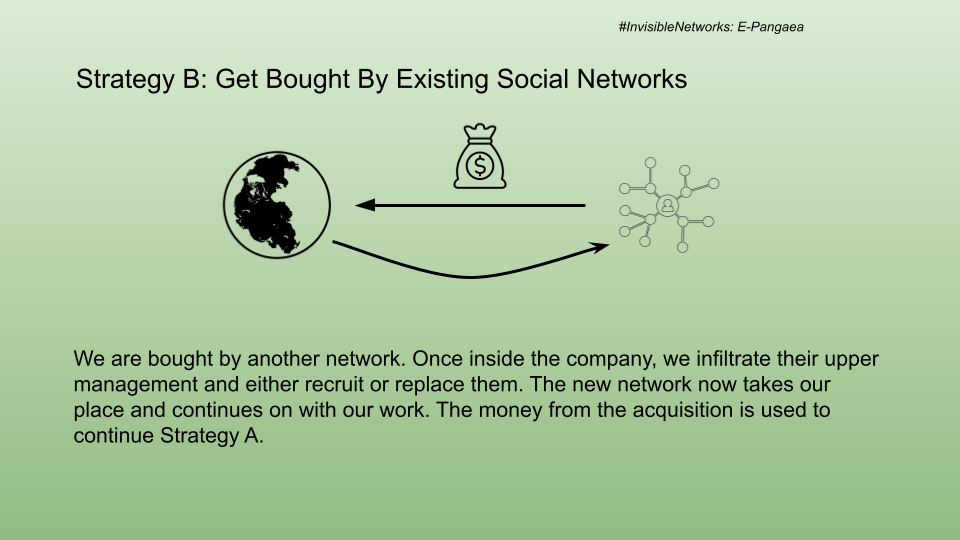 #InvisibleNetworks: E-Pangaea
Strategy B: Get Bought By Existing Social Networks
$
We are bought by another network. Once inside the company, we infiltrate their upper
management and either recruit or replace them. The new network now takes our
place and continues on with our work. The money from the acquisition is used to
continue Strategy A.